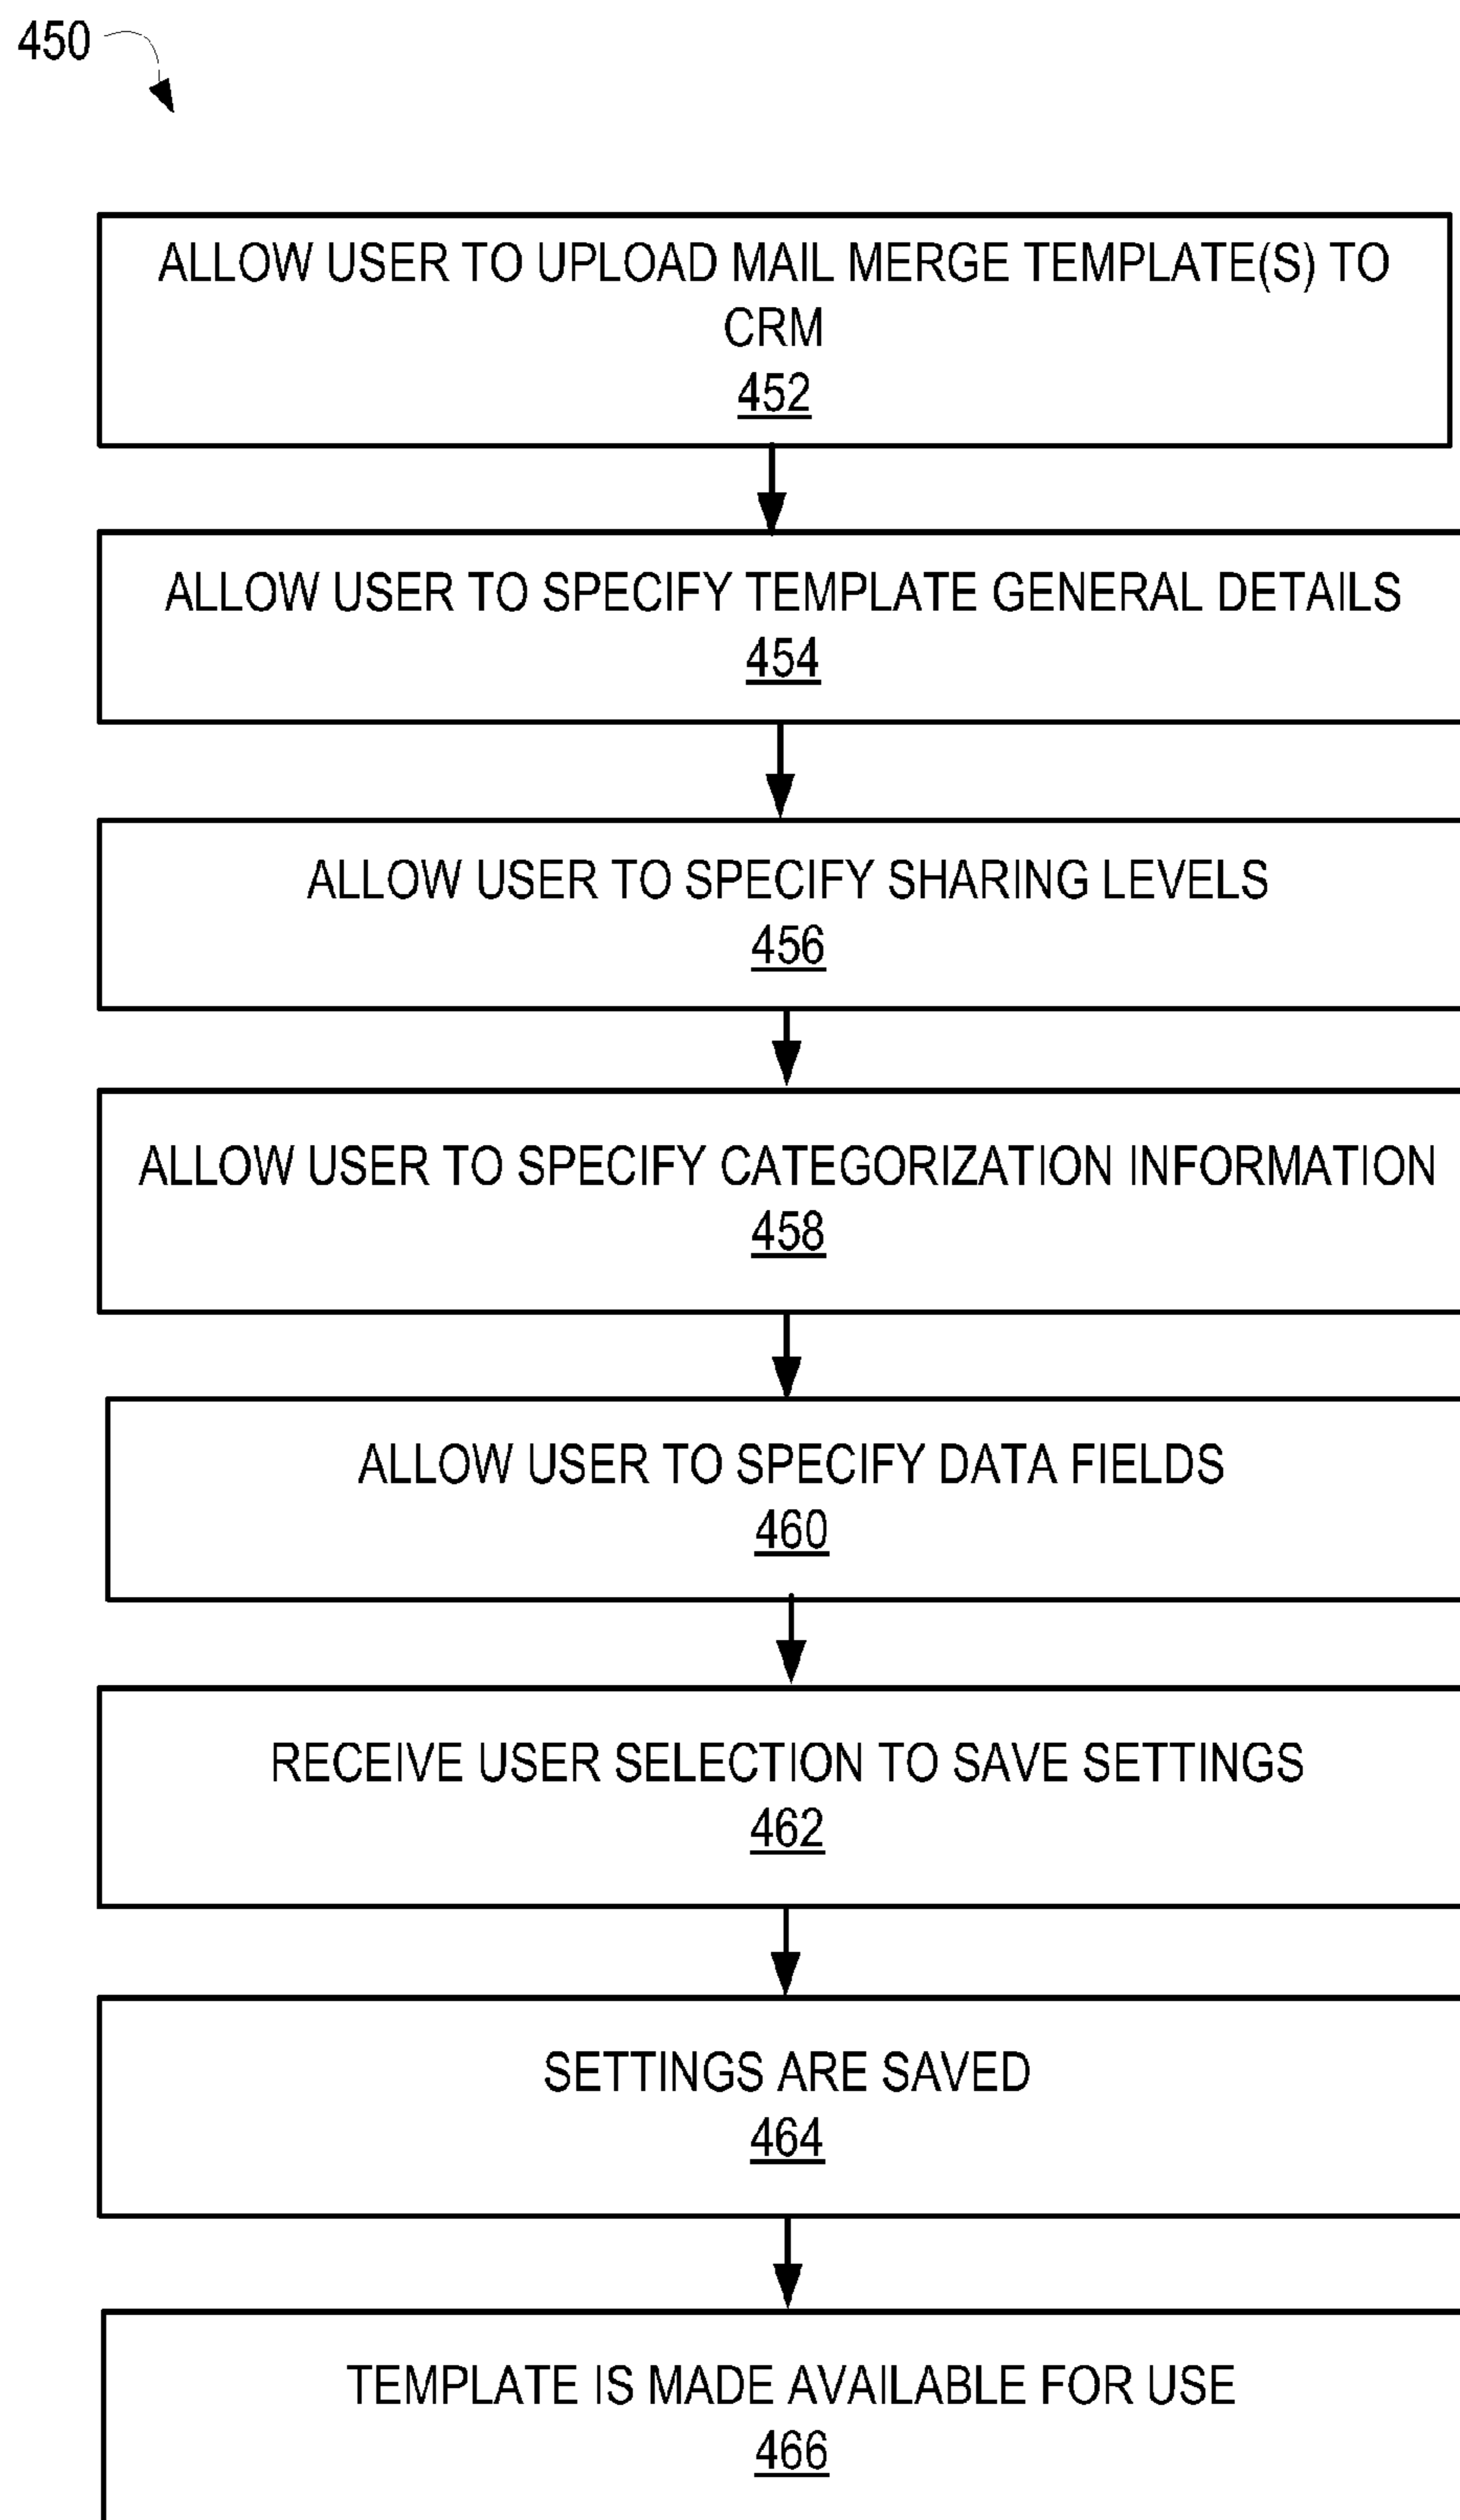 450
ALLOW USER TO UPLOAD MAIL MERGE TEMPLATE(S) TO
CRM
452
ALLOW USER TO SPECIFY TEMPLATE GENERAL DETAILS
454
ALLOW USER TO SPECIFY SHARING LEVELS
456
ALLOW USER TO SPECIFY CATEGORIZATION INFORMATION
458
ALLOW USER TO SPECIFY DATA FIELDS
460
RECEIVE USER SELECTION TO SAVE SETTINGS
462
SETTINGS ARE SAVED
464
TEMPLATE IS MADE AVAILABLE FOR USE
466